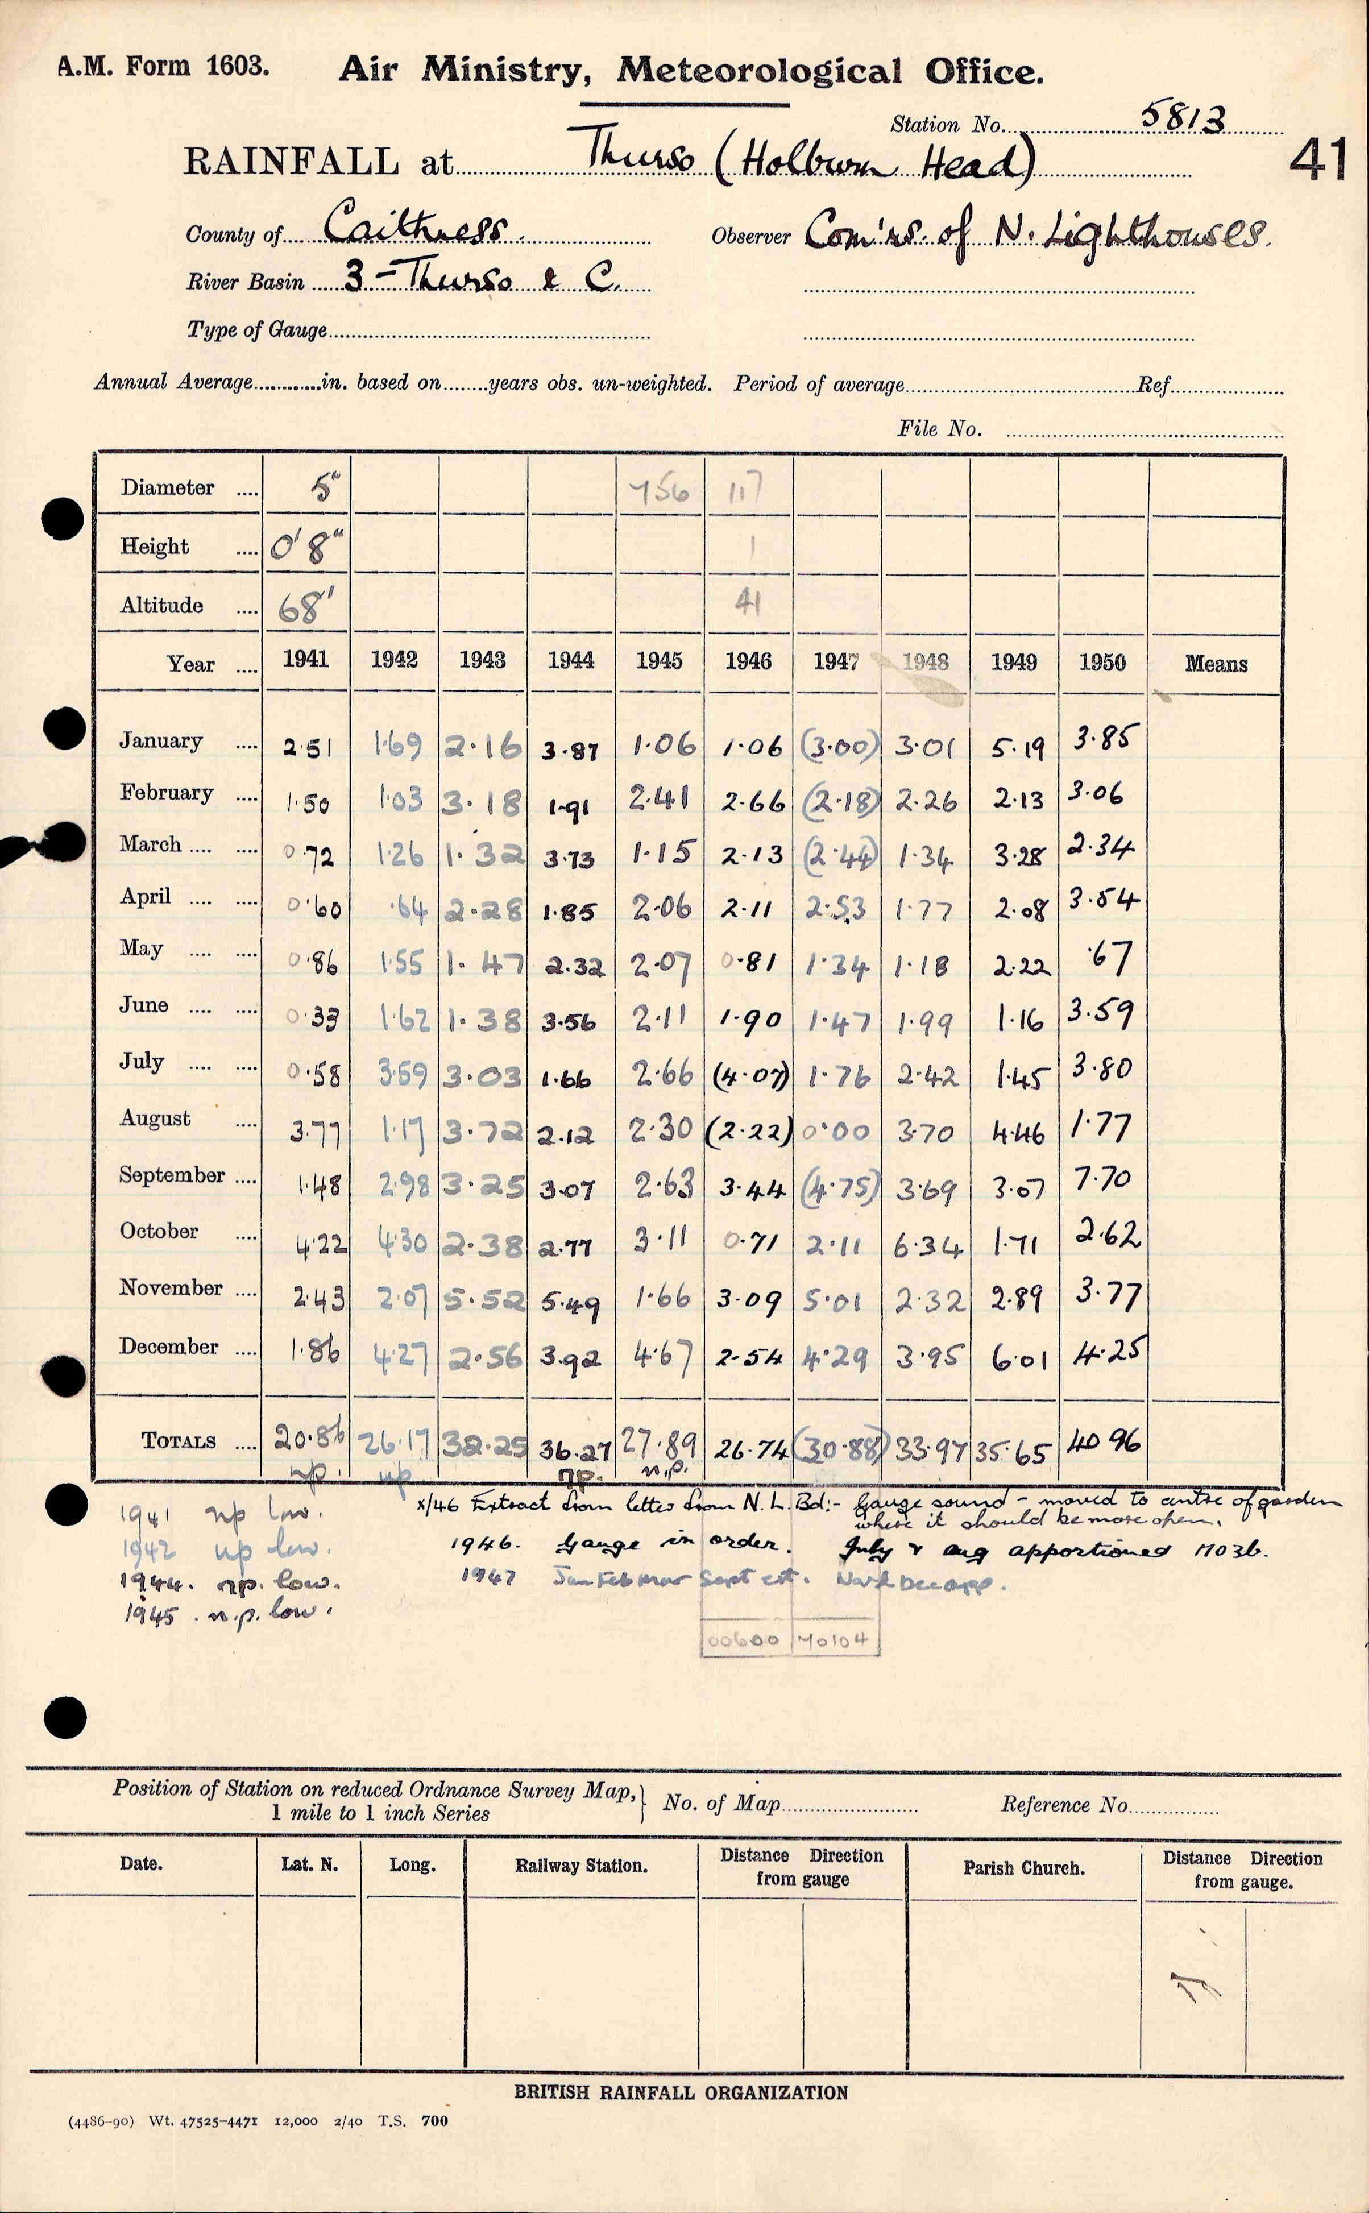 A.M. Form 1603. Air Ministry, Meteorological Office.
Station No. 5813
RAINFALL at Thurso (Holburn Head) 41
County of Caithness. Observer Com'rs. of N. Lighthouses.
River Basin 3 - Thurso & C.
Type of Gauge
Annual Average in. based on years obs. un-weighted. Period of average Ref.
File No.
Diameter .... 5" 756 117
Height .... 0' 8" 1
Altitude .... 68' 41
Year .... 1941 1942 1943 1944 1945 1946 1947 1948 1949 1950 Means
January .... 2.51 1.69 2.16 3.87 1.06 1.06 (3.00) 3.01 5.19 3.85
February .... 1.50 1.03 3.18 1.91 2.41 2.66 (2.18) 2.26 2.13 3.06
March .... .... 0.72 1.26 1.32 3.73 1.15 2.13 (2.44) 1.34 3.28 2.34
April .... .... 0.60 .64 2.28 1.85 2.06 2.11 2.53 1.77 2.08 3.54
May .... .... 0.86 1.55 1.47 2.32 2.07 0.81 1.34 1.18 2.22 .67
June .... .... 0.33 1.62 1.38 3.56 2.11 1.90 1.47 1.99 1.16 3.59
July .... .... 0.58 3.59 3.03 1.66 2.66 (4.07) 1.76 2.42 1.45 3.80
August .... 3.77 1.17 3.72 2.12 2.30 (2.22) 0.00 3.70 4.46 1.77
September .... 1.48 2.98 3.25 3.07 2.63 3.44 (4.75) 3.69 3.07 7.70
October .... 4.22 4.30 2.38 2.77 3.11 0.71 2.11 6.34 1.71 2.62
November .... 2.43 2.07 5.52 5.49 1.66 3.09 5.01 2.32 2.89 3.77
December .... 1.86 4.27 2.56 3.92 4.67 2.54 4.29 3.95 6.01 4.25
TOTALS .... 20.86 26.17 32.25 36.27 27.89 26.74 (30.88) 33.97 35.65 40.96
np. np np. n.p.
x/46 Extract from letter from N. L. Bd:- Gauge sound - moved to centre of garden
where it should be more open.
1941 np low.
1942 np low. 1946. Gauge in order. July & Aug apportioned M03b.
1944. np. low. 1947 Jan Feb Mar Sept est. Nov & Dec app.
1945. n.p. low.
00600 M0104
Position of Station on reduced Ordnance Survey Map, 1 mile to 1 inch Series No. of Map Reference No.
Date. Lat. N. Long. Railway Station. Distance Direction from gauge Parish Church. Distance Direction from gauge.
BRITISH RAINFALL ORGANIZATION
(4486-90) Wt. 47525-4471 12,000 2/40 T.S. 700